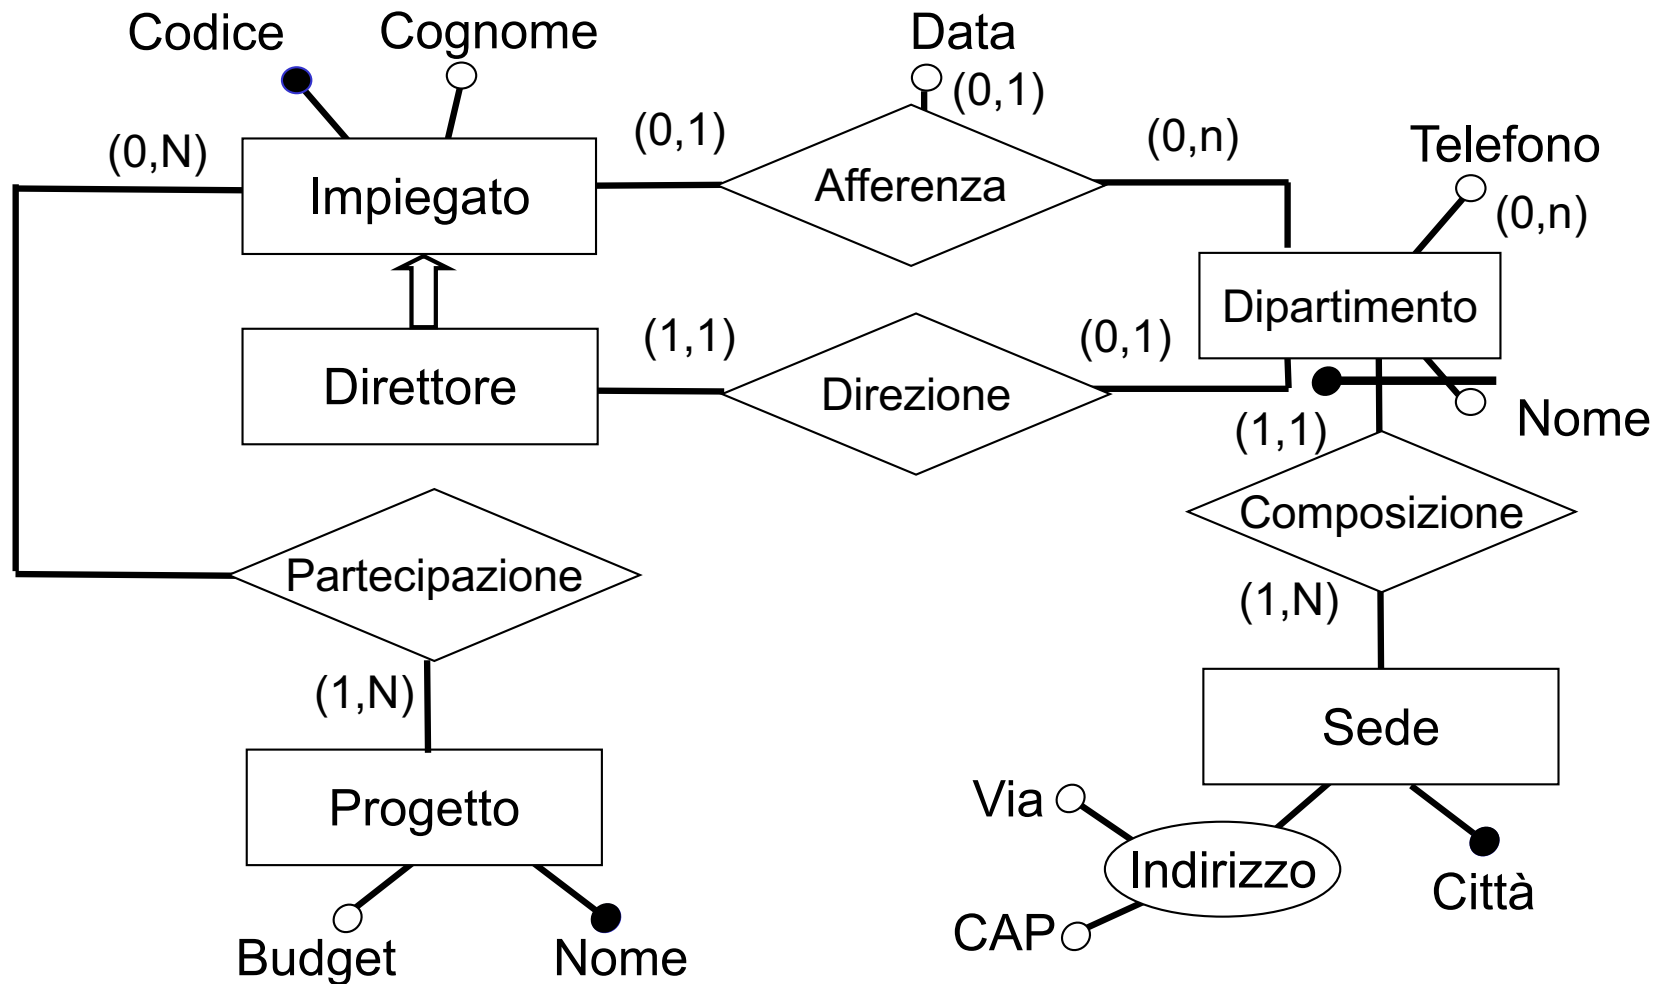 Codice
Cognome
Data
(0,1)
(0,N)
(0,1)
(0,n)
Telefono
(0,n)
Impiegato
Afferenza
Dipartimento
Direttore
(1,1)
Direzione
(0,1)
(1,1)
Nome
Composizione
Partecipazione
(1,N)
(1,N)
Sede
Progetto
Via
Indirizzo
Città
CAP
Budget
Nome